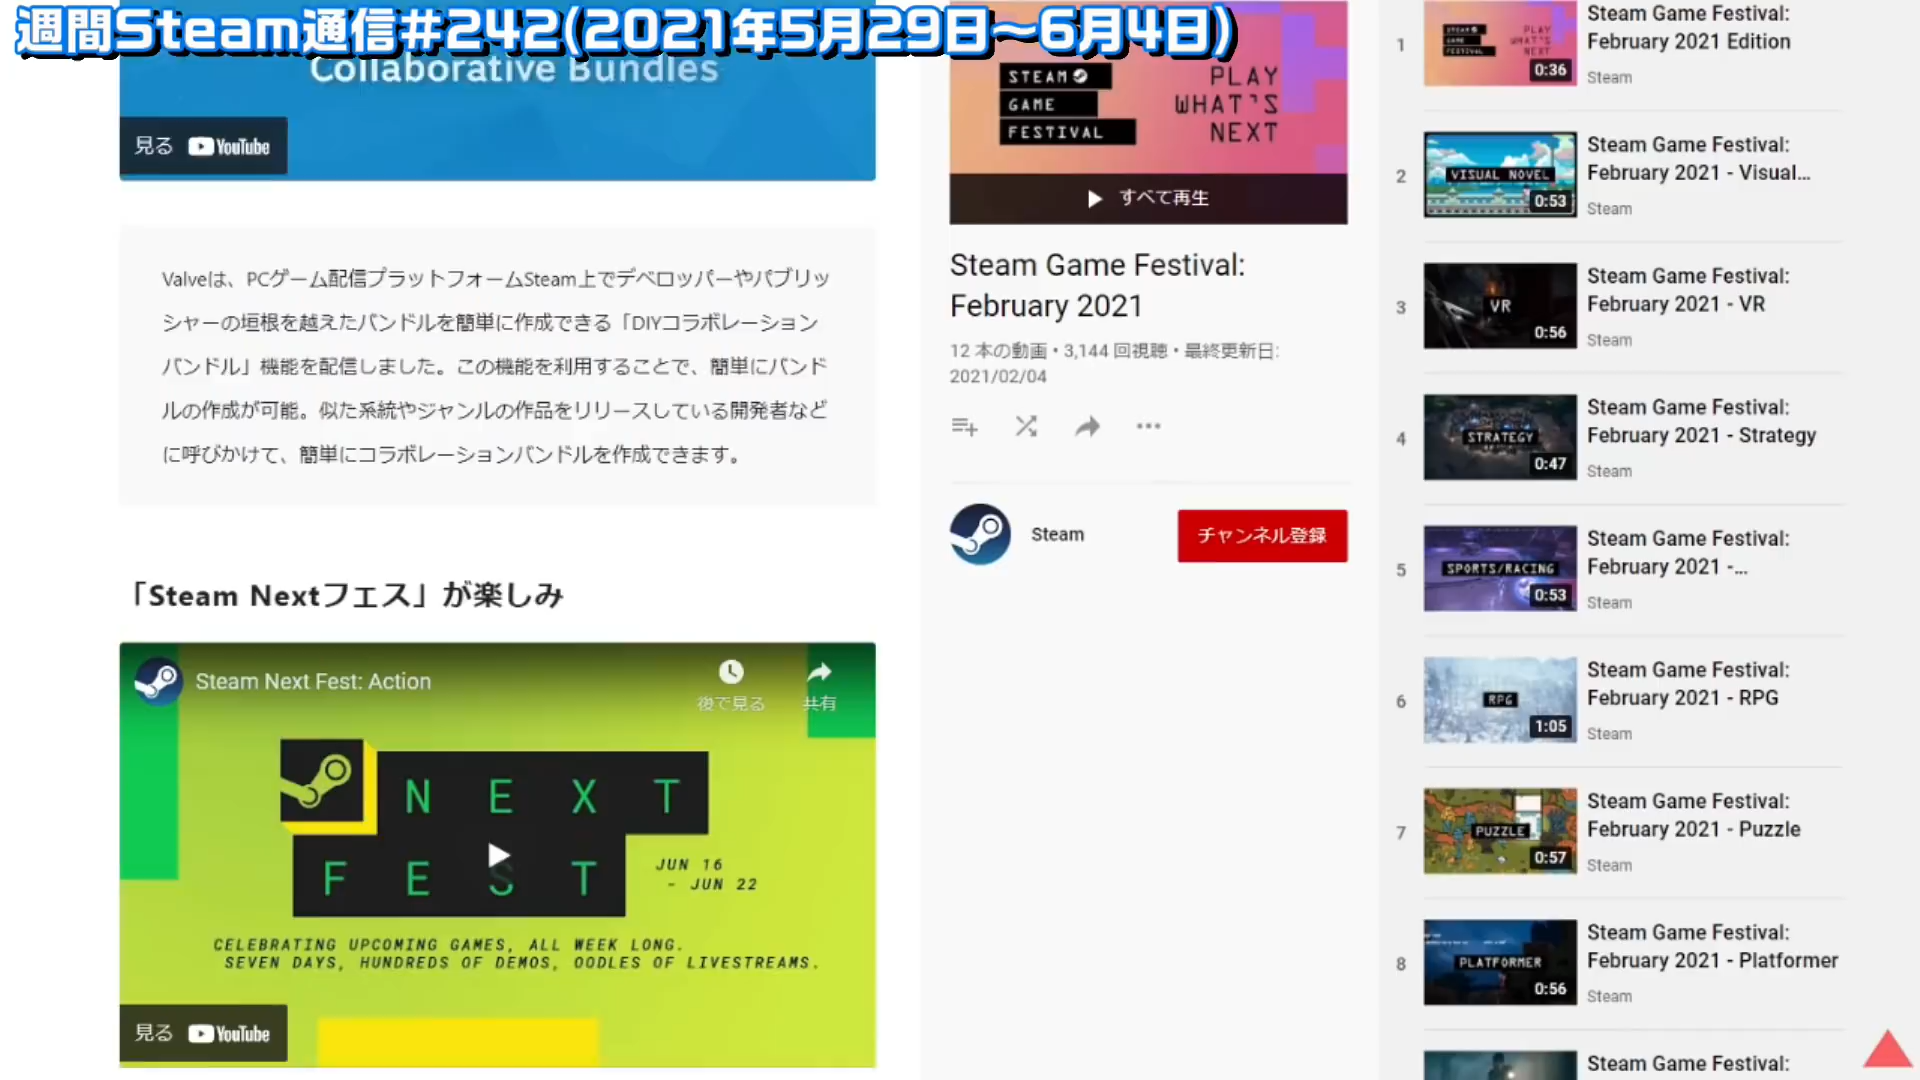 週間Steam通信#242(2021年5月29日～6月4日)
Collaborative Bundles
見る YouTube
Valveは、PCゲーム配信プラットフォームSteam上でデベロッパーやパブリッ
シャーの垣根を越えたバンドルを簡単に作成できる「DIYコラボレーション
バンドル」機能を配信しました。この機能を利用することで、簡単にバンド
ルの作成が可能。似た系統やジャンルの作品をリリースしている開発者など
に呼びかけて、簡単にコラボレーションバンドルを作成できます。
「Steam Nextフェス」が楽しみ
Steam Next Fest: Action
後で見る
共有
NEXT
FEST
JUN 16
- JUN 22
CELEBRATING UPCOMING GAMES, ALL WEEK LONG.
SEVEN DAYS, HUNDREDS OF DEMOS, OODLES OF LIVESTREAMS.
見る YouTube
STEAM
GAME
FESTIVAL
PLAY
WHAT'S
NEXT
すべて再生
Steam Game Festival:
February 2021
12 本の動画・3,144 回視聴・最終更新日:
2021/02/04
Steam
チャンネル登録
1
STEAM
GAME
FESTIVAL
PLAY
WHAT'S
NEXT
0:36
Steam Game Festival:
February 2021 Edition
Steam
2
VISUAL NOVEL
0:53
Steam Game Festival:
February 2021 - Visual...
Steam
3
VR
0:56
Steam Game Festival:
February 2021 - VR
Steam
4
STRATEGY
0:47
Steam Game Festival:
February 2021 - Strategy
Steam
5
SPORTS/RACING
0:53
Steam Game Festival:
February 2021 -...
Steam
6
RPG
1:05
Steam Game Festival:
February 2021 - RPG
Steam
7
PUZZLE
0:57
Steam Game Festival:
February 2021 - Puzzle
Steam
8
PLATFORMER
0:56
Steam Game Festival:
February 2021 - Platformer
Steam
Steam Game Festival: